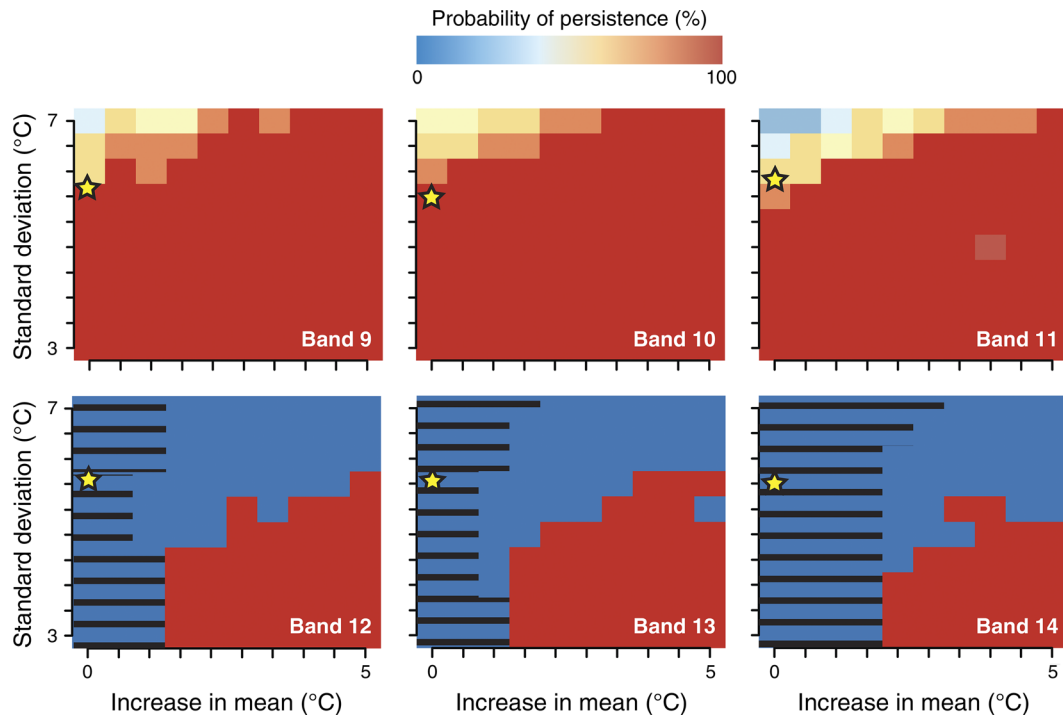 Probability of persistence (%)
0 100
Standard deviation (°C)
7
3
Band 9
Band 10
Band 11
Standard deviation (°C)
7
3
Band 12
Band 13
Band 14
0 5
0 5
0 5
Increase in mean (°C)
Increase in mean (°C)
Increase in mean (°C)